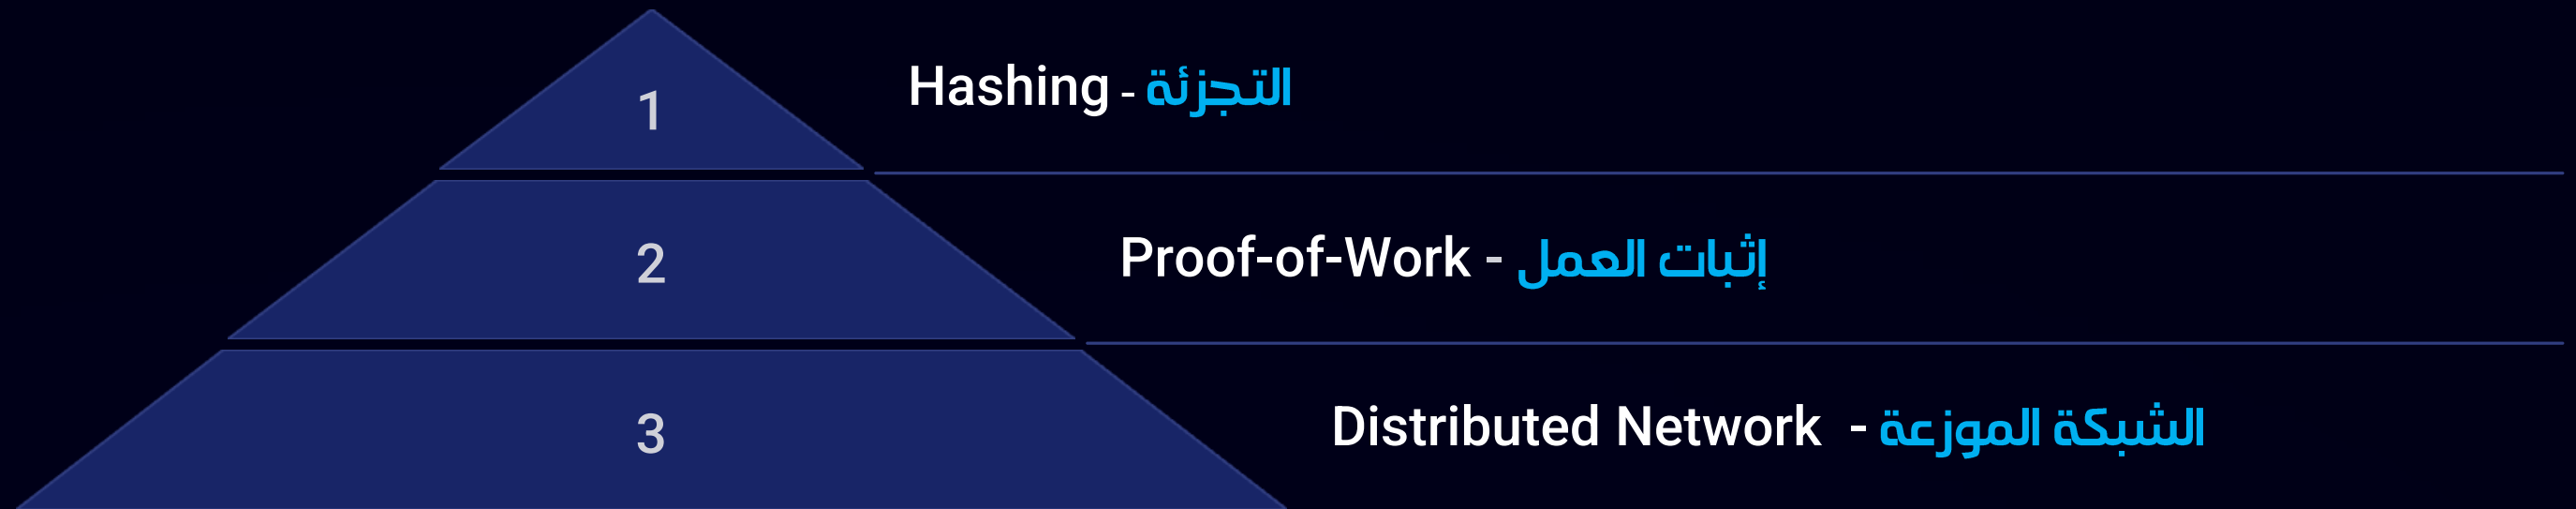 1
Hashing - التجزئة
2
Proof-of-Work - إثبات العمل
3
Distributed Network - الشبكة الموزعة